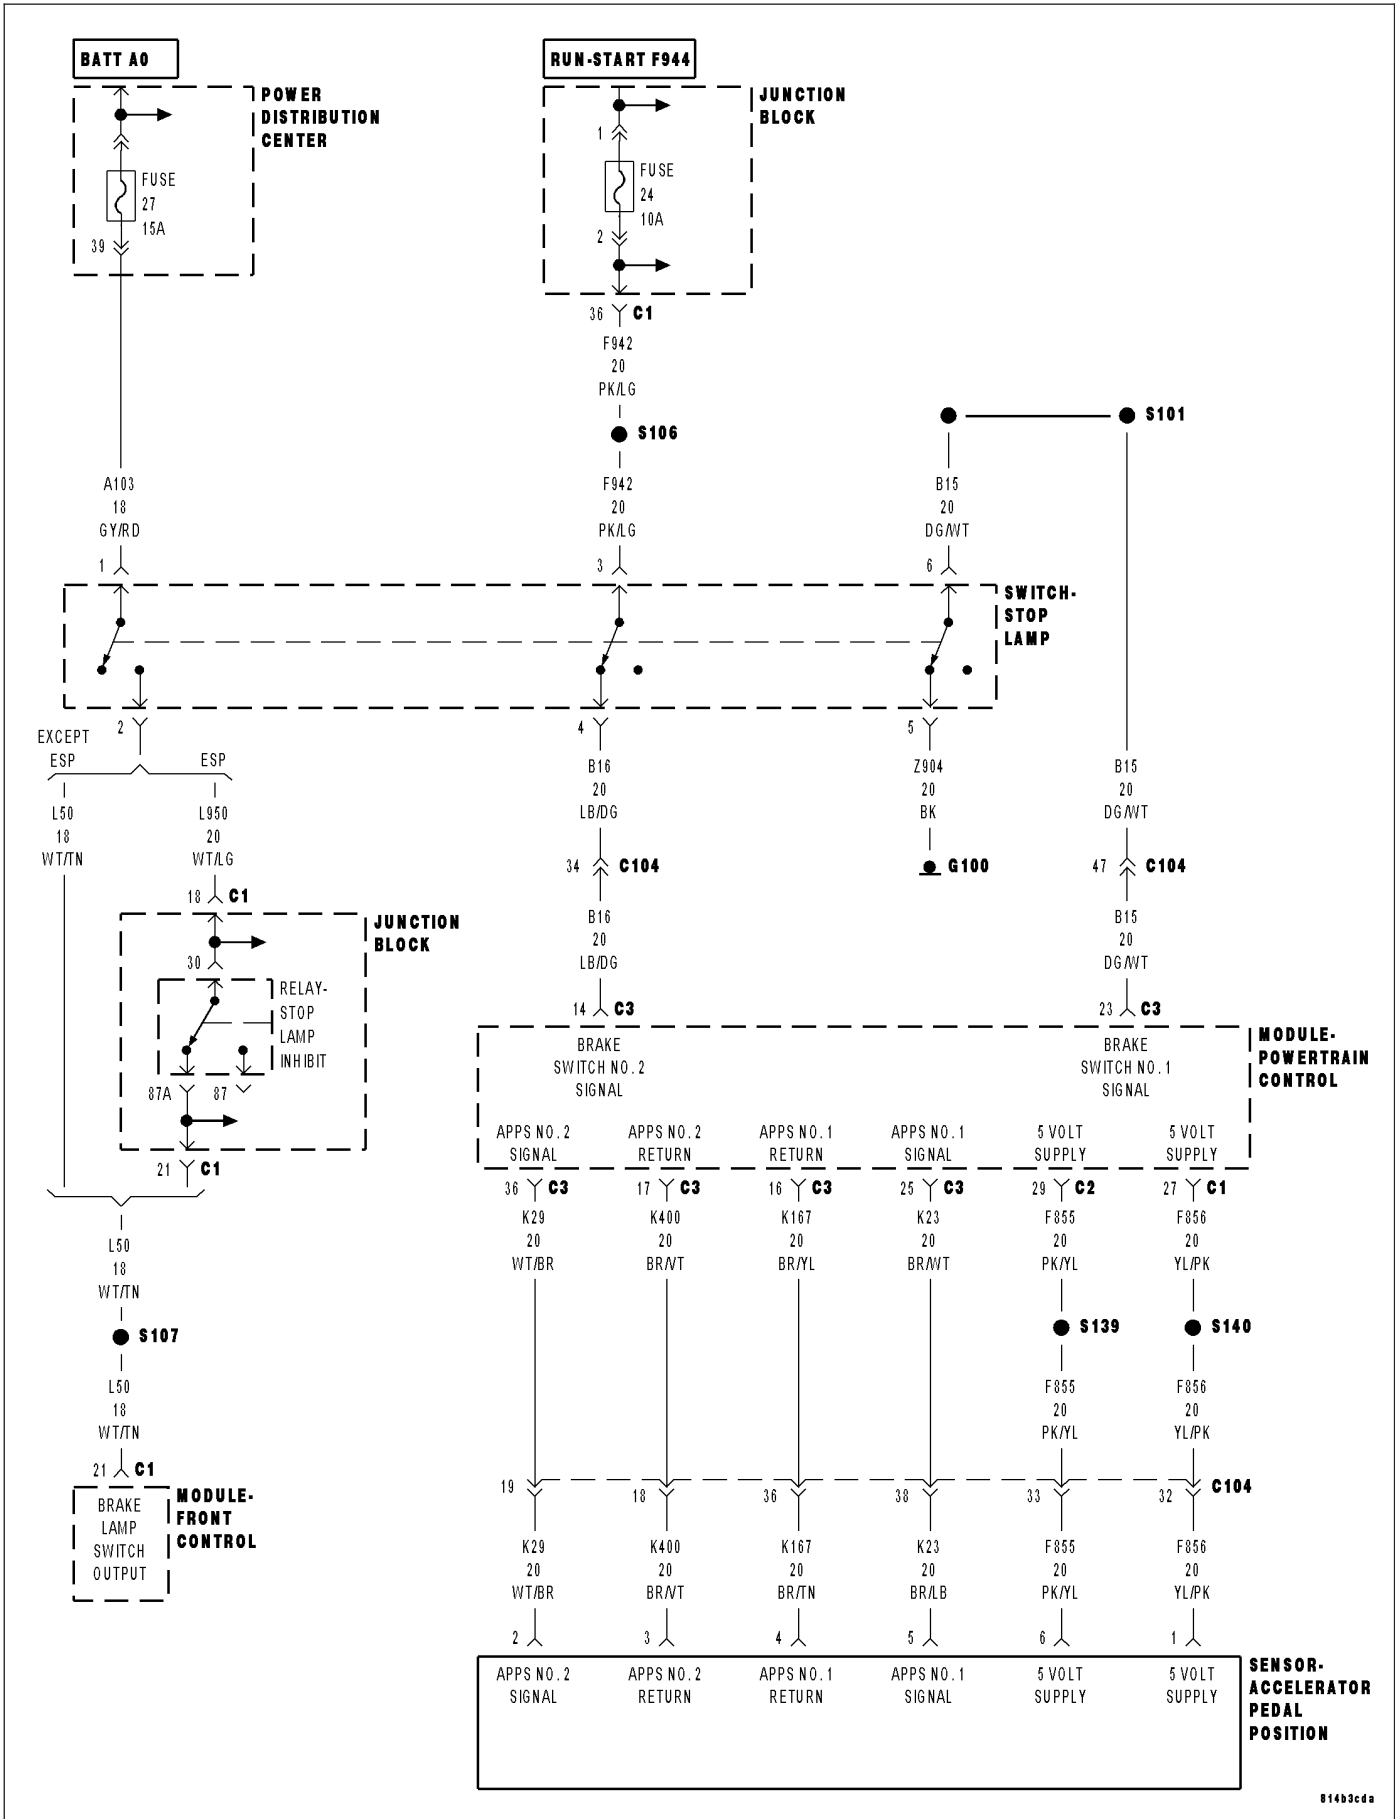 BATT A0
RUN-START F944
POWER
DISTRIBUTION
CENTER
JUNCTION
BLOCK
FUSE
27
15A
39
1
FUSE
24
10A
2
36 C1
F942
20
PK/LG
S106
S101
A103
18
GY/RD
F942
20
PK/LG
B15
20
DG/WT
1
3
6
SWITCH-
STOP
LAMP
2
4
5
EXCEPT
ESP
ESP
L50
18
WT/TN
L950
20
WT/LG
B16
20
LB/DG
Z904
20
BK
B15
20
DG/WT
34 C104
G100
47 C104
18 C1
JUNCTION
BLOCK
30
RELAY-
STOP
LAMP
INHIBIT
87A
87
21 C1
B16
20
LB/DG
B15
20
DG/WT
14 C3
23 C3
MODULE-
POWERTRAIN
CONTROL
BRAKE
SWITCH NO. 2
SIGNAL
BRAKE
SWITCH NO. 1
SIGNAL
APPS NO. 2
SIGNAL
APPS NO. 2
RETURN
APPS NO. 1
RETURN
APPS NO. 1
SIGNAL
5 VOLT
SUPPLY
5 VOLT
SUPPLY
36 C3
17 C3
16 C3
25 C3
29 C2
27 C1
K29
20
WT/BR
K400
20
BR/VT
K167
20
BR/YL
K23
20
BR/WT
F855
20
PK/YL
F856
20
YL/PK
L50
18
WT/TN
S107
S139
S140
L50
18
WT/TN
F855
20
PK/YL
F856
20
YL/PK
21 C1
MODULE-
FRONT
CONTROL
BRAKE
LAMP
SWITCH
OUTPUT
19
18
36
38
33
32
C104
K29
20
WT/BR
K400
20
BR/VT
K167
20
BR/TN
K23
20
BR/LB
F855
20
PK/YL
F856
20
YL/PK
2
3
4
5
6
1
APPS NO. 2
SIGNAL
APPS NO. 2
RETURN
APPS NO. 1
RETURN
APPS NO. 1
SIGNAL
5 VOLT
SUPPLY
5 VOLT
SUPPLY
SENSOR-
ACCELERATOR
PEDAL
POSITION
814b3cda